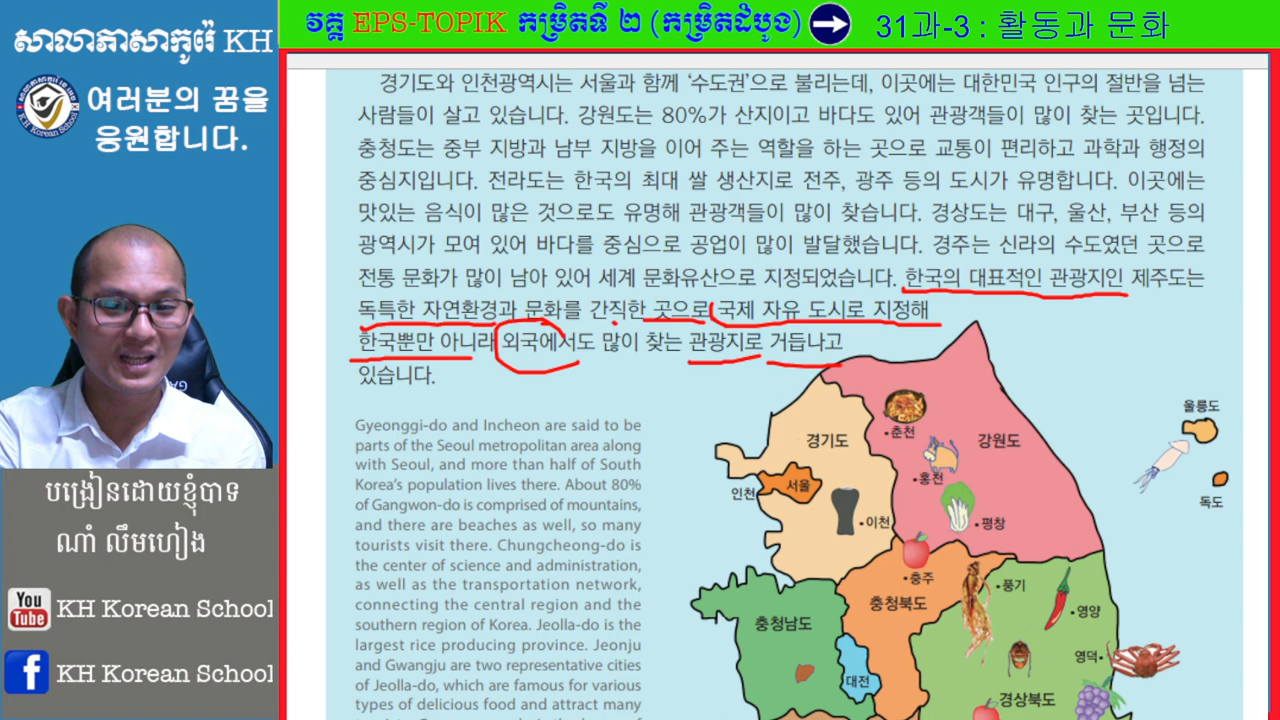 សាលាភាសាកូរ៉េ KH
여러분의 꿈을
응원합니다.
វគ្គ EPS-TOPIK កម្រិតទី ២ (កម្រិតដំបូង)
31과-3 : 활동과 문화
경기도와 인천광역시는 서울과 함께 ‘수도권’으로 불리는데, 이곳에는 대한민국 인구의 절반을 넘는
사람들이 살고 있습니다. 강원도는 80%가 산지이고 바다도 있어 관광객들이 많이 찾는 곳입니다.
충청도는 중부 지방과 남부 지방을 이어 주는 역할을 하는 곳으로 교통이 편리하고 과학과 행정의
중심지입니다. 전라도는 한국의 최대 쌀 생산지로 전주, 광주 등의 도시가 유명합니다. 이곳에는
맛있는 음식이 많은 것으로도 유명해 관광객들이 많이 찾습니다. 경상도는 대구, 울산, 부산 등의
광역시가 모여 있어 바다를 중심으로 공업이 많이 발달했습니다. 경주는 신라의 수도였던 곳으로
전통 문화가 많이 남아 있어 세계 문화유산으로 지정되었습니다. 한국의 대표적인 관광지인 제주도는
독특한 자연환경과 문화를 간직한 곳으로 국제 자유 도시로 지정해
한국뿐만 아니라 외국에서도 많이 찾는 관광지로 거듭나고
있습니다.
Gyeonggi-do and Incheon are said to be
parts of the Seoul metropolitan area along
with Seoul, and more than half of South
Korea's population lives there. About 80%
of Gangwon-do is comprised of mountains,
and there are beaches as well, so many
tourists visit there. Chungcheong-do is
the center of science and administration,
as well as the transportation network,
connecting the central region and the
southern region of Korea. Jeolla-do is the
largest rice producing province. Jeonju
and Gwangju are two representative cities
of Jeolla-do, which are famous for various
types of delicious food and attract many
경기도
강원도
춘천
홍천
평창
서울
인천
이천
울릉도
독도
충주
충청북도
풍기
영양
영덕
충청남도
대전
경상북도
បង្រៀនដោយខ្ញុំបាទ
ណាំ លឹមហៀង
You
Tube
KH Korean School
f
KH Korean School